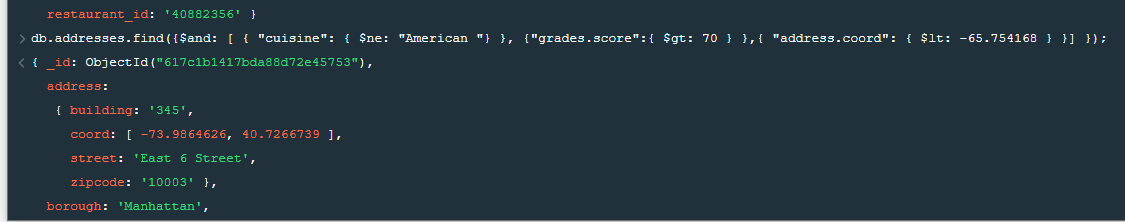 restaurant_id: '40882356' }
> db.addresses.find({$and: [ { "cuisine": { $ne: "American "} }, {"grades.score":{ $gt: 70 } },{ "address.coord": { $lt: -65.754168 } }] });
< { _id: ObjectId("617c1b1417bda88d72e45753"),
address:
{ building: '345',
coord: [ -73.9864626, 40.7266739 ],
street: 'East 6 Street',
zipcode: '10003' },
borough: 'Manhattan',